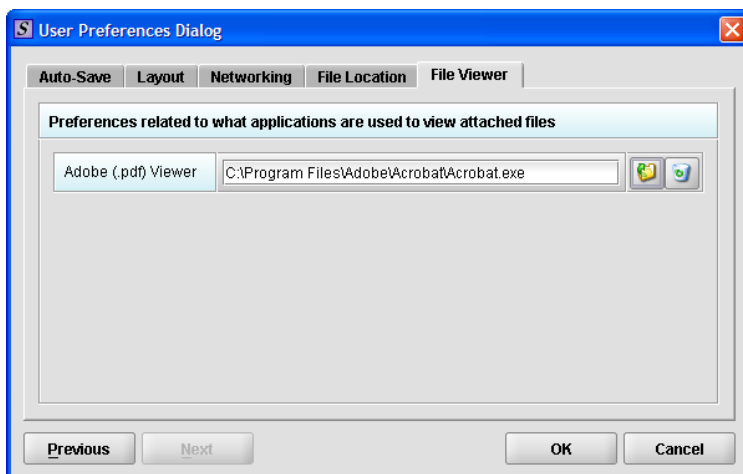 S User Preferences Dialog
Auto-Save Layout Networking File Location File Viewer
Preferences related to what applications are used to view attached files
Adobe (.pdf) Viewer C:\Program Files\Adobe\Acrobat\Acrobat.exe
Previous Next OK Cancel